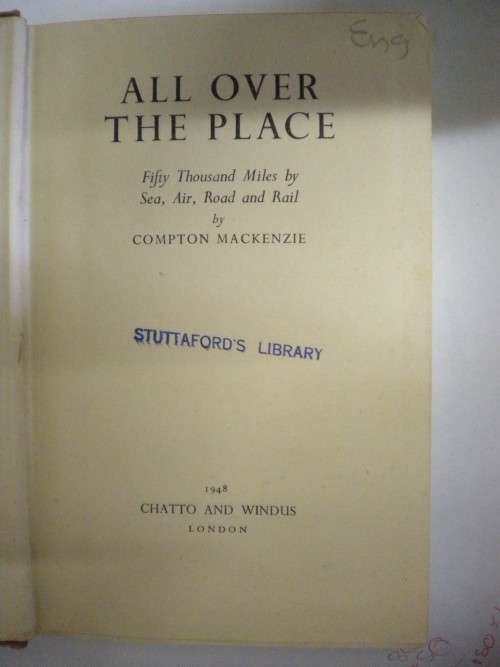 Eng
ALL OVER
THE PLACE
Fifty Thousand Miles by
Sea, Air, Road and Rail
by
COMPTON MACKENZIE
STUTTAFORD'S LIBRARY
1948
CHATTO AND WINDUS
LONDON